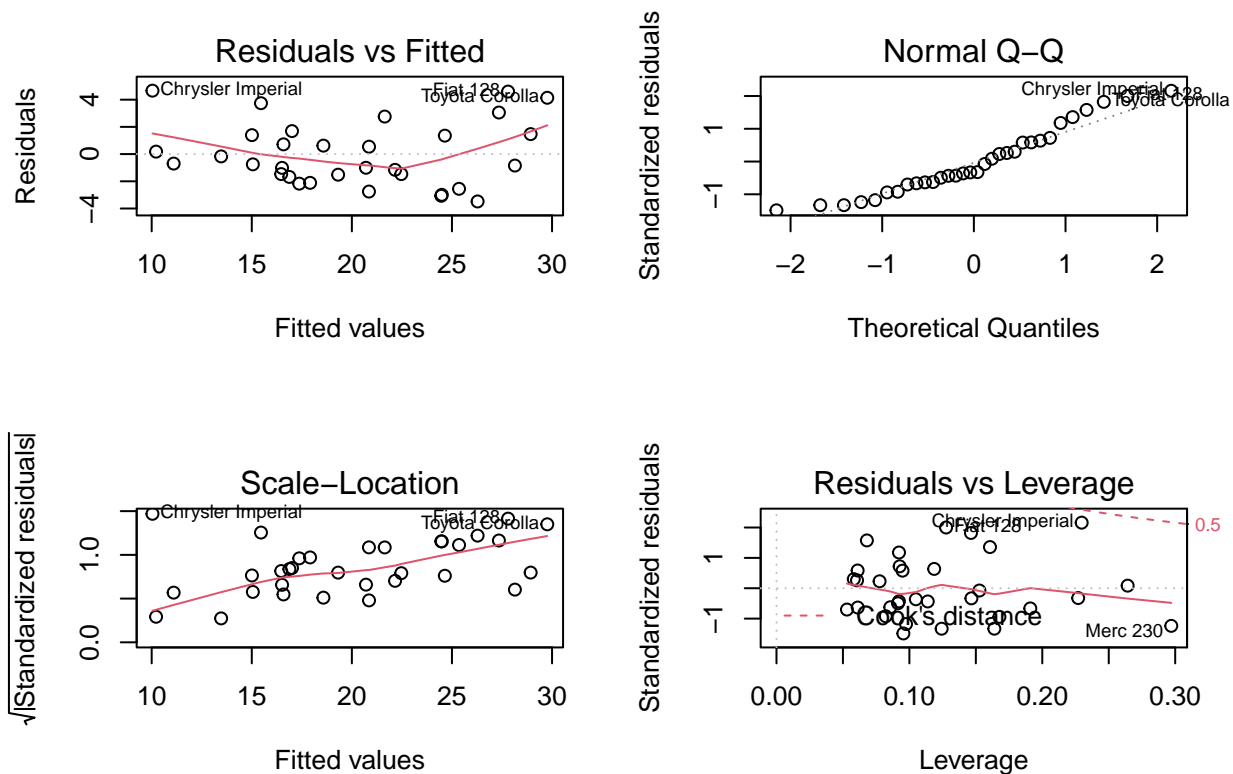 Residuals vs Fitted
Residuals
4
0
−4
Chrysler Imperial
Fiat 128
Toyota Corolla
10 15 20 25 30
Fitted values
Normal Q−Q
Standardized residuals
1
−1
Chrysler Imperial
Fiat 128
Toyota Corolla
−2 −1 0 1 2
Theoretical Quantiles
Scale−Location
√|Standardized residuals|
1.0
0.0
Chrysler Imperial
Fiat 128
Toyota Corolla
10 15 20 25 30
Fitted values
Residuals vs Leverage
Standardized residuals
1
−1
Chrysler Imperial
Fiat 128
0.5
Cook's distance
Merc 230
0.00 0.10 0.20 0.30
Leverage